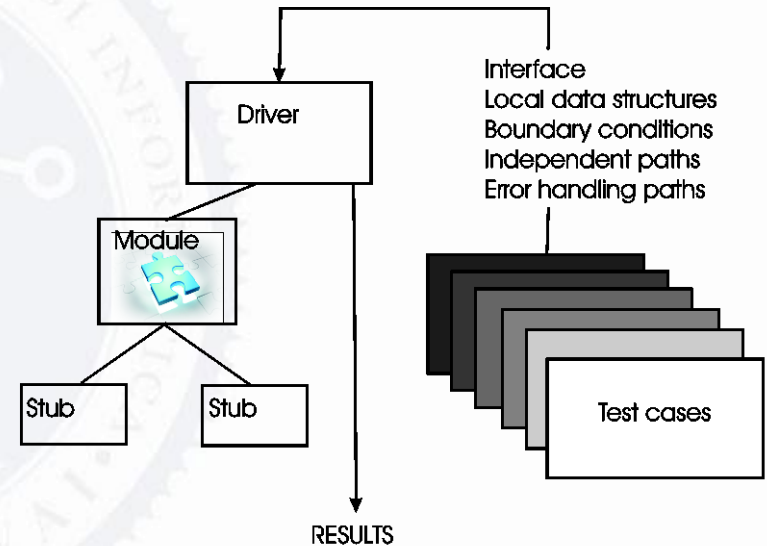 Interface
Local data structures
Boundary conditions
Independent paths
Error handling paths
Driver
Module
Stub
Stub
Test cases
RESULTS